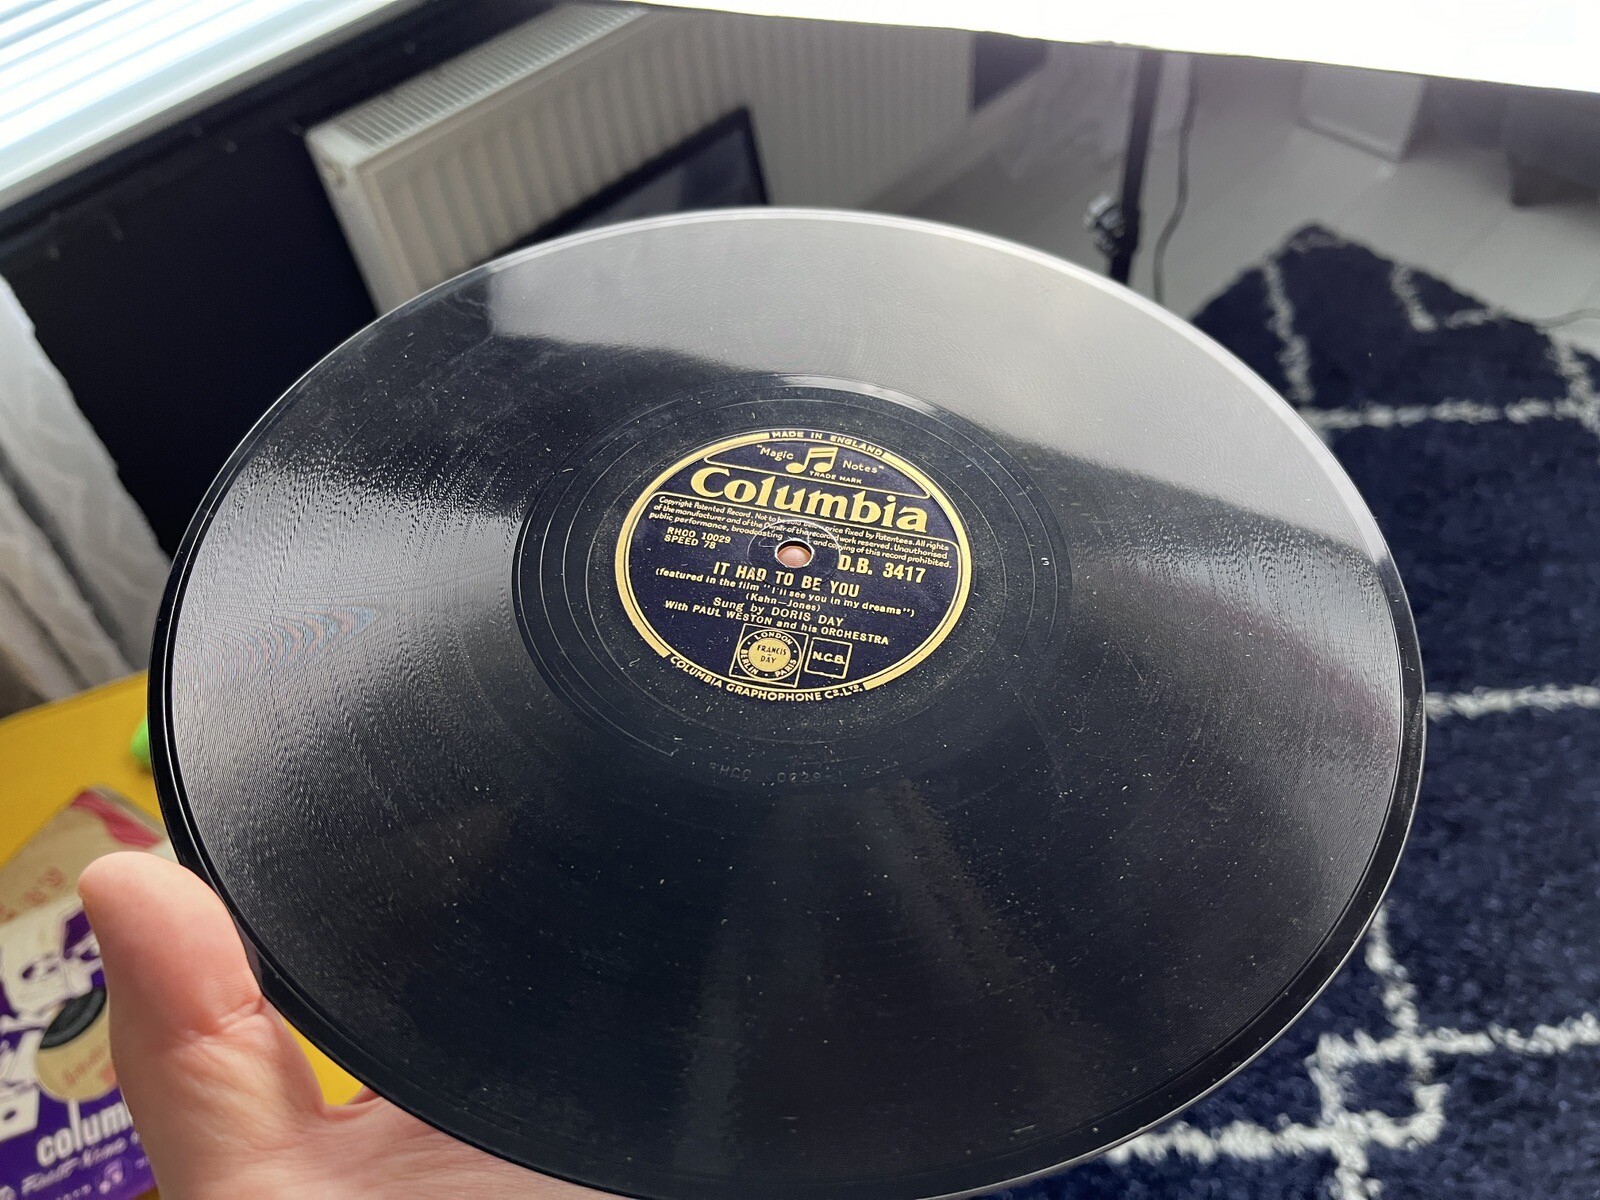 MADE IN ENGLAND
"Magic Notes"
TRADE MARK
Columbia
Copyright Patented Record. Not to be sold below price fixed by Patentees. All rights
of the manufacturer and of the Owner of the recorded work reserved. Unauthorised
public performance, broadcasting and copying of this record prohibited.
RHCO 10029
SPEED 78
D.B. 3417
IT HAD TO BE YOU
(featured in the film "I'll see you in my dreams")
(Kahn—Jones)
Sung by DORIS DAY
With PAUL WESTON and his ORCHESTRA
LONDON
FRANCIS
DAY
BERLIN PARIS
N.C.B.
COLUMBIA GRAPHOPHONE CO. LTD.
colum